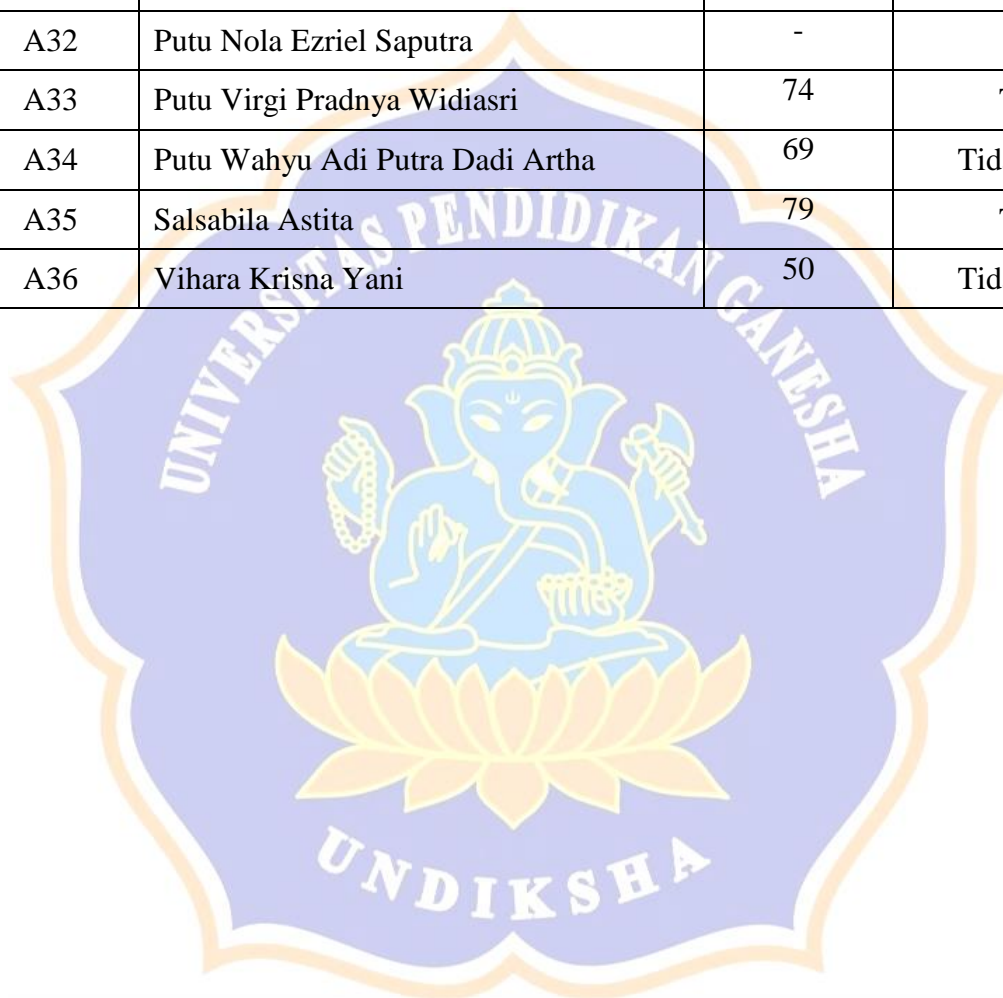 A32 Putu Nola Ezriel Saputra -
A33 Putu Virgi Pradnya Widiasri 74
A34 Putu Wahyu Adi Putra Dadi Artha 69 Tid
A35 Salsabila Astita 79
A36 Vihara Krisna Yani 50 Tid
UNIVERSITAS PENDIDIKAN GANESHA
UNDIKSHA